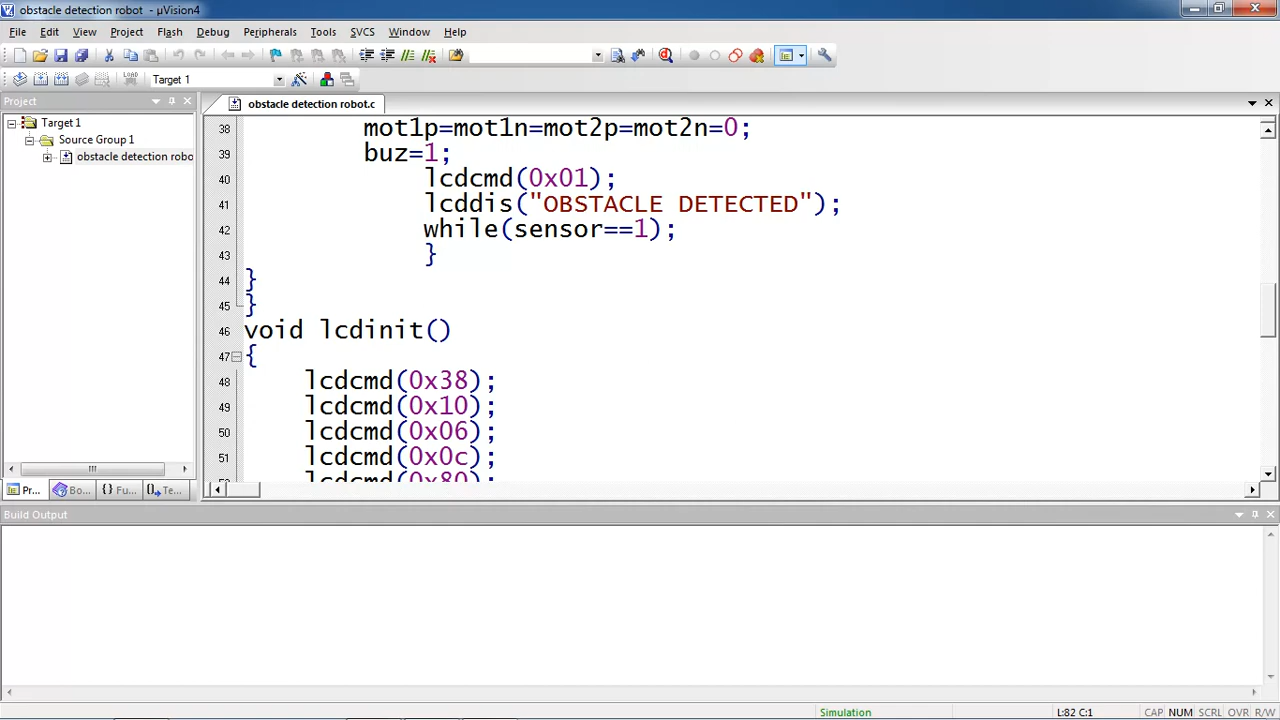 obstacle detection robot - µVision4
File Edit View Project Flash Debug Peripherals Tools SVCS Window Help
LOAD Target 1
Project
obstacle detection robot.c
Target 1
Source Group 1
obstacle detection robo
38 mot1p=mot1n=mot2p=mot2n=0;
39 buz=1;
40 lcdcmd(0x01);
41 lcddis("OBSTACLE DETECTED");
42 while(sensor==1);
43 }
44 }
45 }
46 void lcdinit()
47 {
48 lcdcmd(0x38);
49 lcdcmd(0x10);
50 lcdcmd(0x06);
51 lcdcmd(0x0c);
lcdcmd(0x80);
Pr... Bo... {} Fu... Te...
Build Output
Simulation L:82 C:1 CAP NUM SCRL OVR R/W